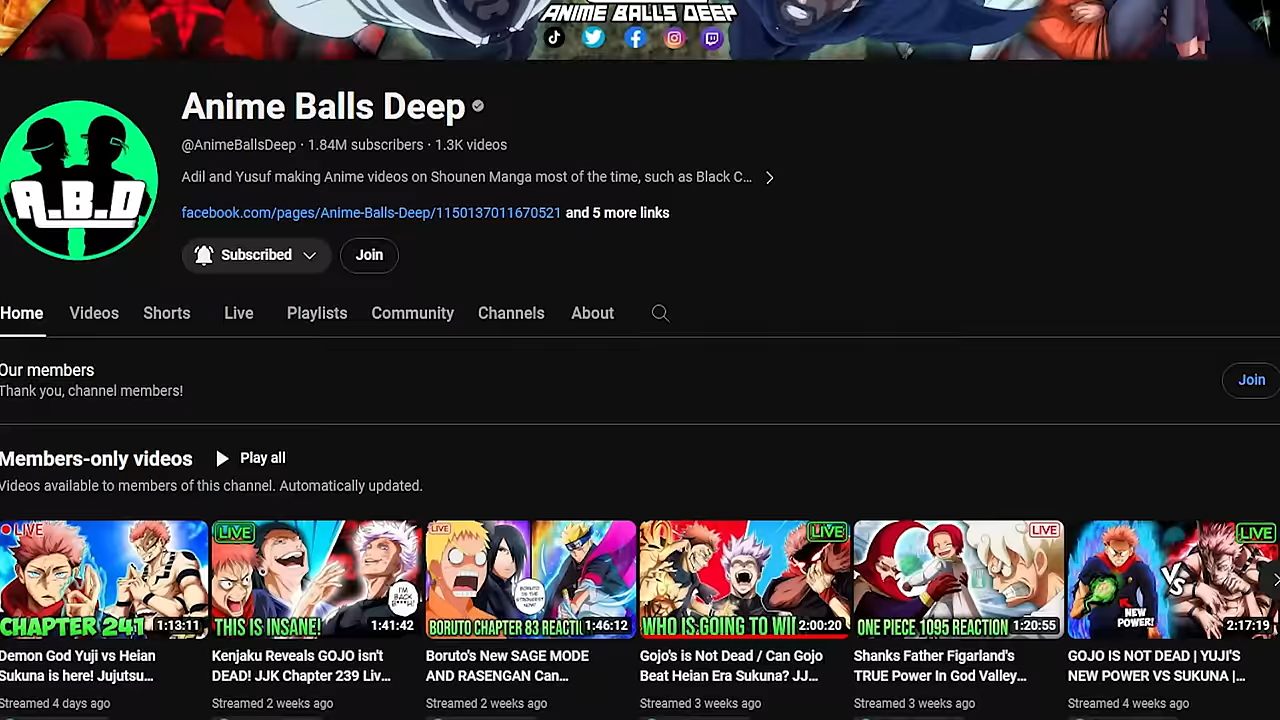 ANIME BALLS DEEP
A.B.D
Anime Balls Deep
@AnimeBallsDeep · 1.84M subscribers · 1.3K videos
Adil and Yusuf making Anime videos on Shounen Manga most of the time, such as Black C...
facebook.com/pages/Anime-Balls-Deep/1150137011670521 and 5 more links
Subscribed
Join
Home Videos Shorts Live Playlists Community Channels About
Our members
Thank you, channel members!
Join
Members-only videos Play all
Videos available to members of this channel. Automatically updated.
LIVE
CHAPTER 241
1:13:11
Demon God Yuji vs Heian
Sukuna is here! Jujutsu...
Streamed 4 days ago
LIVE
I'M BACK
THIS IS INSANE!
1:41:42
Kenjaku Reveals GOJO isn't
DEAD! JJK Chapter 239 Liv...
Streamed 2 weeks ago
LIVE
BORUTO CHAPTER 83 REACTI
1:46:12
Boruto's New SAGE MODE
AND RASENGAN Can...
Streamed 2 weeks ago
LIVE
WHO IS GOING TO WI
2:00:20
Gojo's is Not Dead / Can Gojo
Beat Heian Era Sukuna? JJ...
Streamed 3 weeks ago
LIVE
ONE PIECE 1095 REACTION
1:20:55
Shanks Father Figarland's
TRUE Power In God Valley...
Streamed 3 weeks ago
LIVE
VS
NEW
POWER!
2:17:19
GOJO IS NOT DEAD | YUJI'S
NEW POWER VS SUKUNA |...
Streamed 4 weeks ago